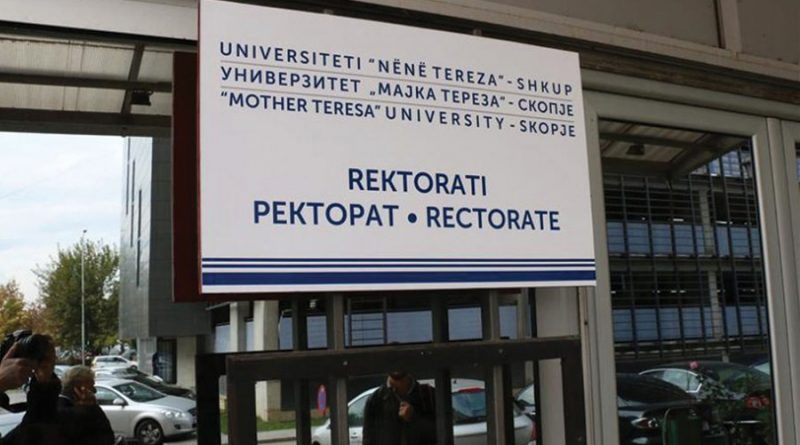 UNIVERSITETI “NËNË TEREZA” - SHKUP
УНИВЕРЗИТЕТ „МАЈКА ТЕРЕЗА” - СКОПЈЕ
“MOTHER TERESA” UNIVERSITY - SKOPJE
REKTORATI
РЕКТОРАТ • RECTORATE